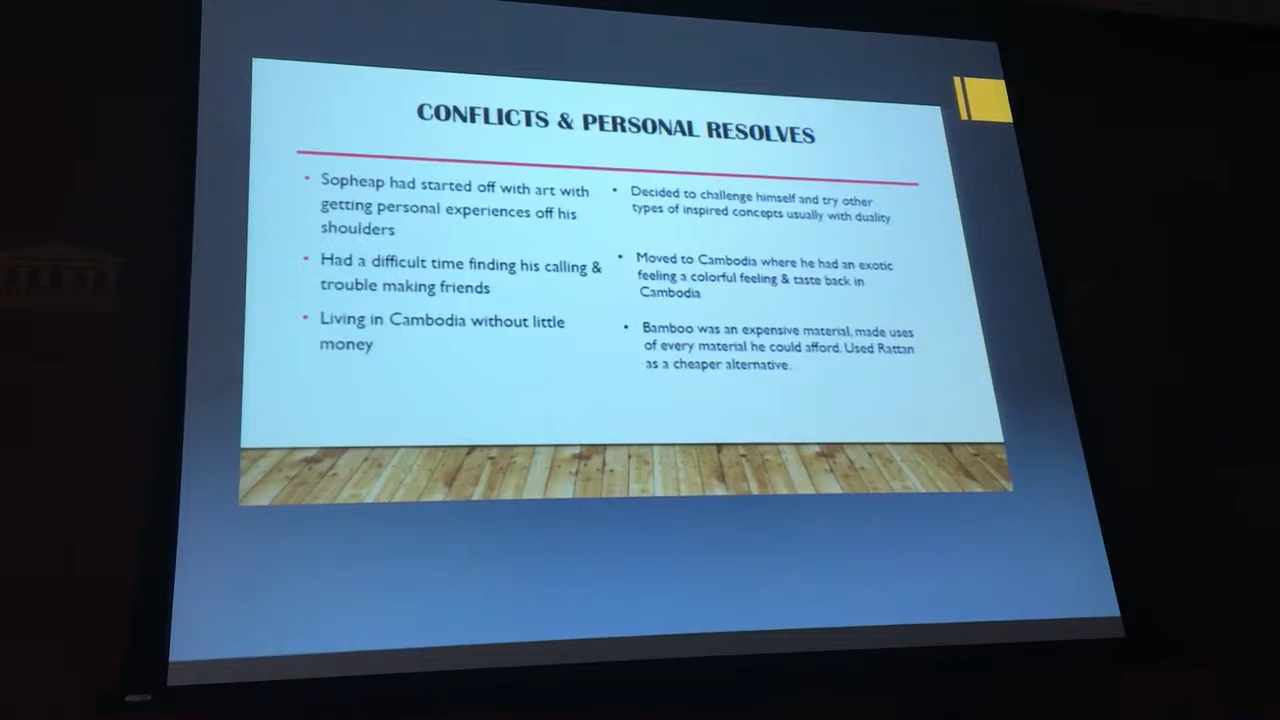 CONFLICTS & PERSONAL RESOLVES
Sopheap had started off with art with
getting personal experiences off his
shoulders
Had a difficult time finding his calling &
trouble making friends
Living in Cambodia without little
money
Decided to challenge himself and try other
types of inspired concepts usually with duality
Moved to Cambodia where he had an exotic
feeling a colorful feeling & taste back in
Cambodia
Bamboo was an expensive material, made uses
of every material he could afford. Used Rattan
as a cheaper alternative.